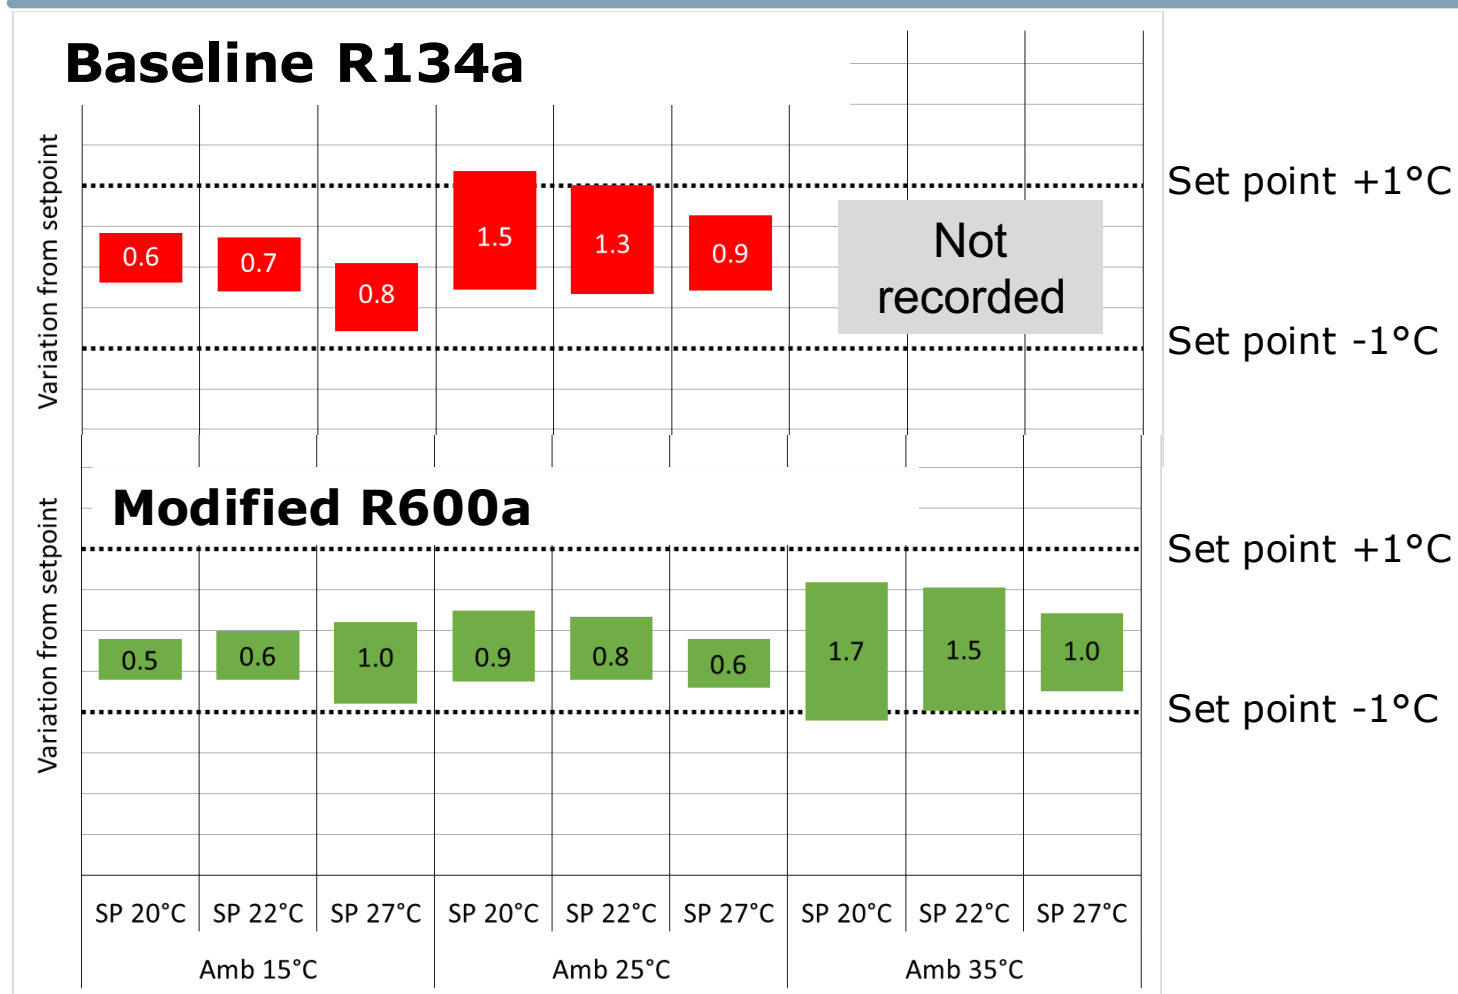 Baseline R134a
Variation from setpoint
0.6
0.7
0.8
1.5
1.3
0.9
Not
recorded
Set point +1°C
Set point -1°C
Modified R600a
Variation from setpoint
0.5
0.6
1.0
0.9
0.8
0.6
1.7
1.5
1.0
Set point +1°C
Set point -1°C
SP 20°C SP 22°C SP 27°C SP 20°C SP 22°C SP 27°C SP 20°C SP 22°C SP 27°C
Amb 15°C Amb 25°C Amb 35°C